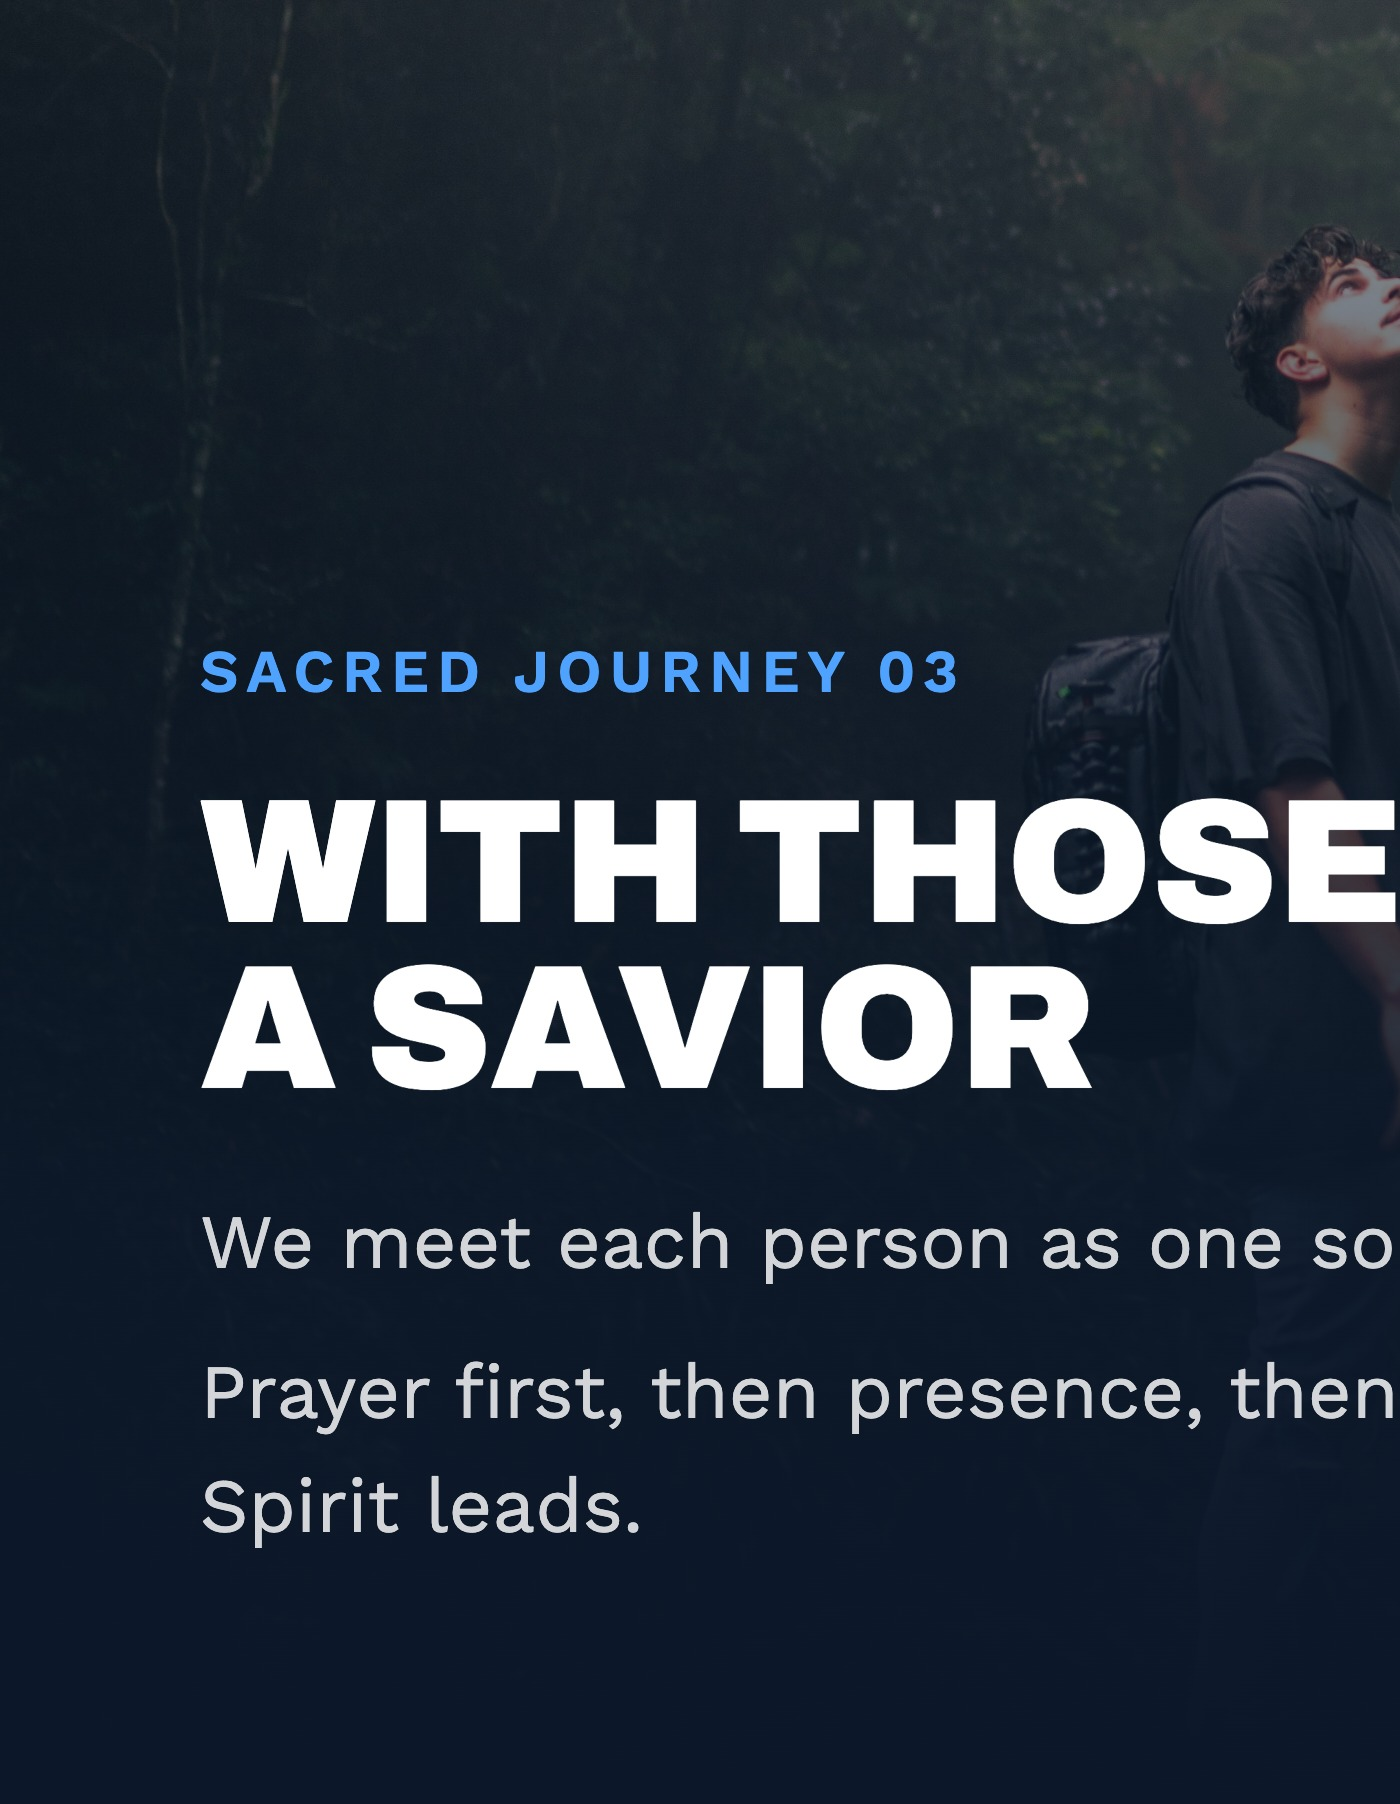 SACRED JOURNEY 03
WITH THOSE
A SAVIOR
We meet each person as one so
Prayer first, then presence, then
Spirit leads.